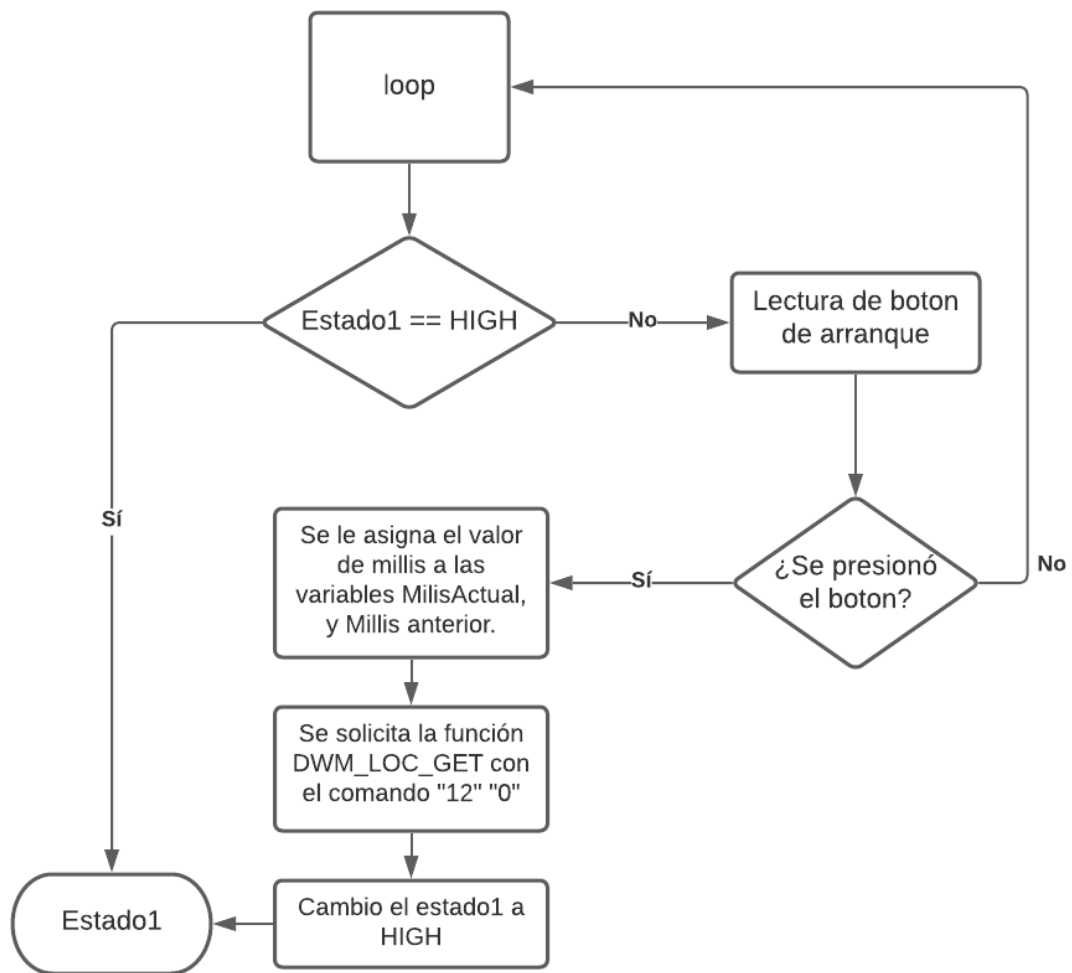 loop
Estado1 == HIGH
No
Lectura de boton
de arranque
Sí
Se le asigna el valor
de millis a las
variables MilisActual,
y Millis anterior.
Sí
¿Se presionó
el boton?
No
Se solicita la función
DWM_LOC_GET con
el comando "12" "0"
Cambio el estado1 a
HIGH
Estado1